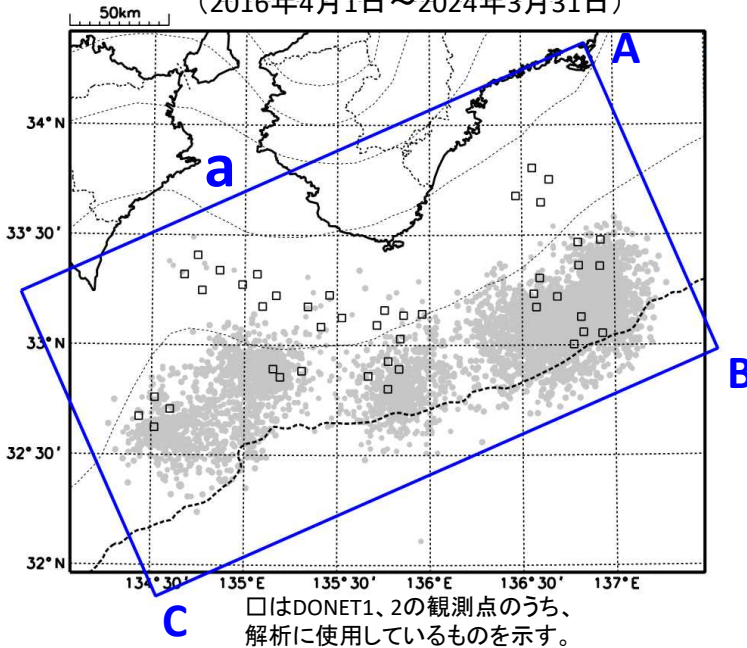 50km
（2016年4月1日～2024年3月31日）
A
34°N
a
33°30'
33°N
B
32°30'
32°N
134°30' 135°E 135°30' 136°E 136°30' 137°E
C
□はDONET1、2の観測点のうち、
解析に使用しているものを示す。